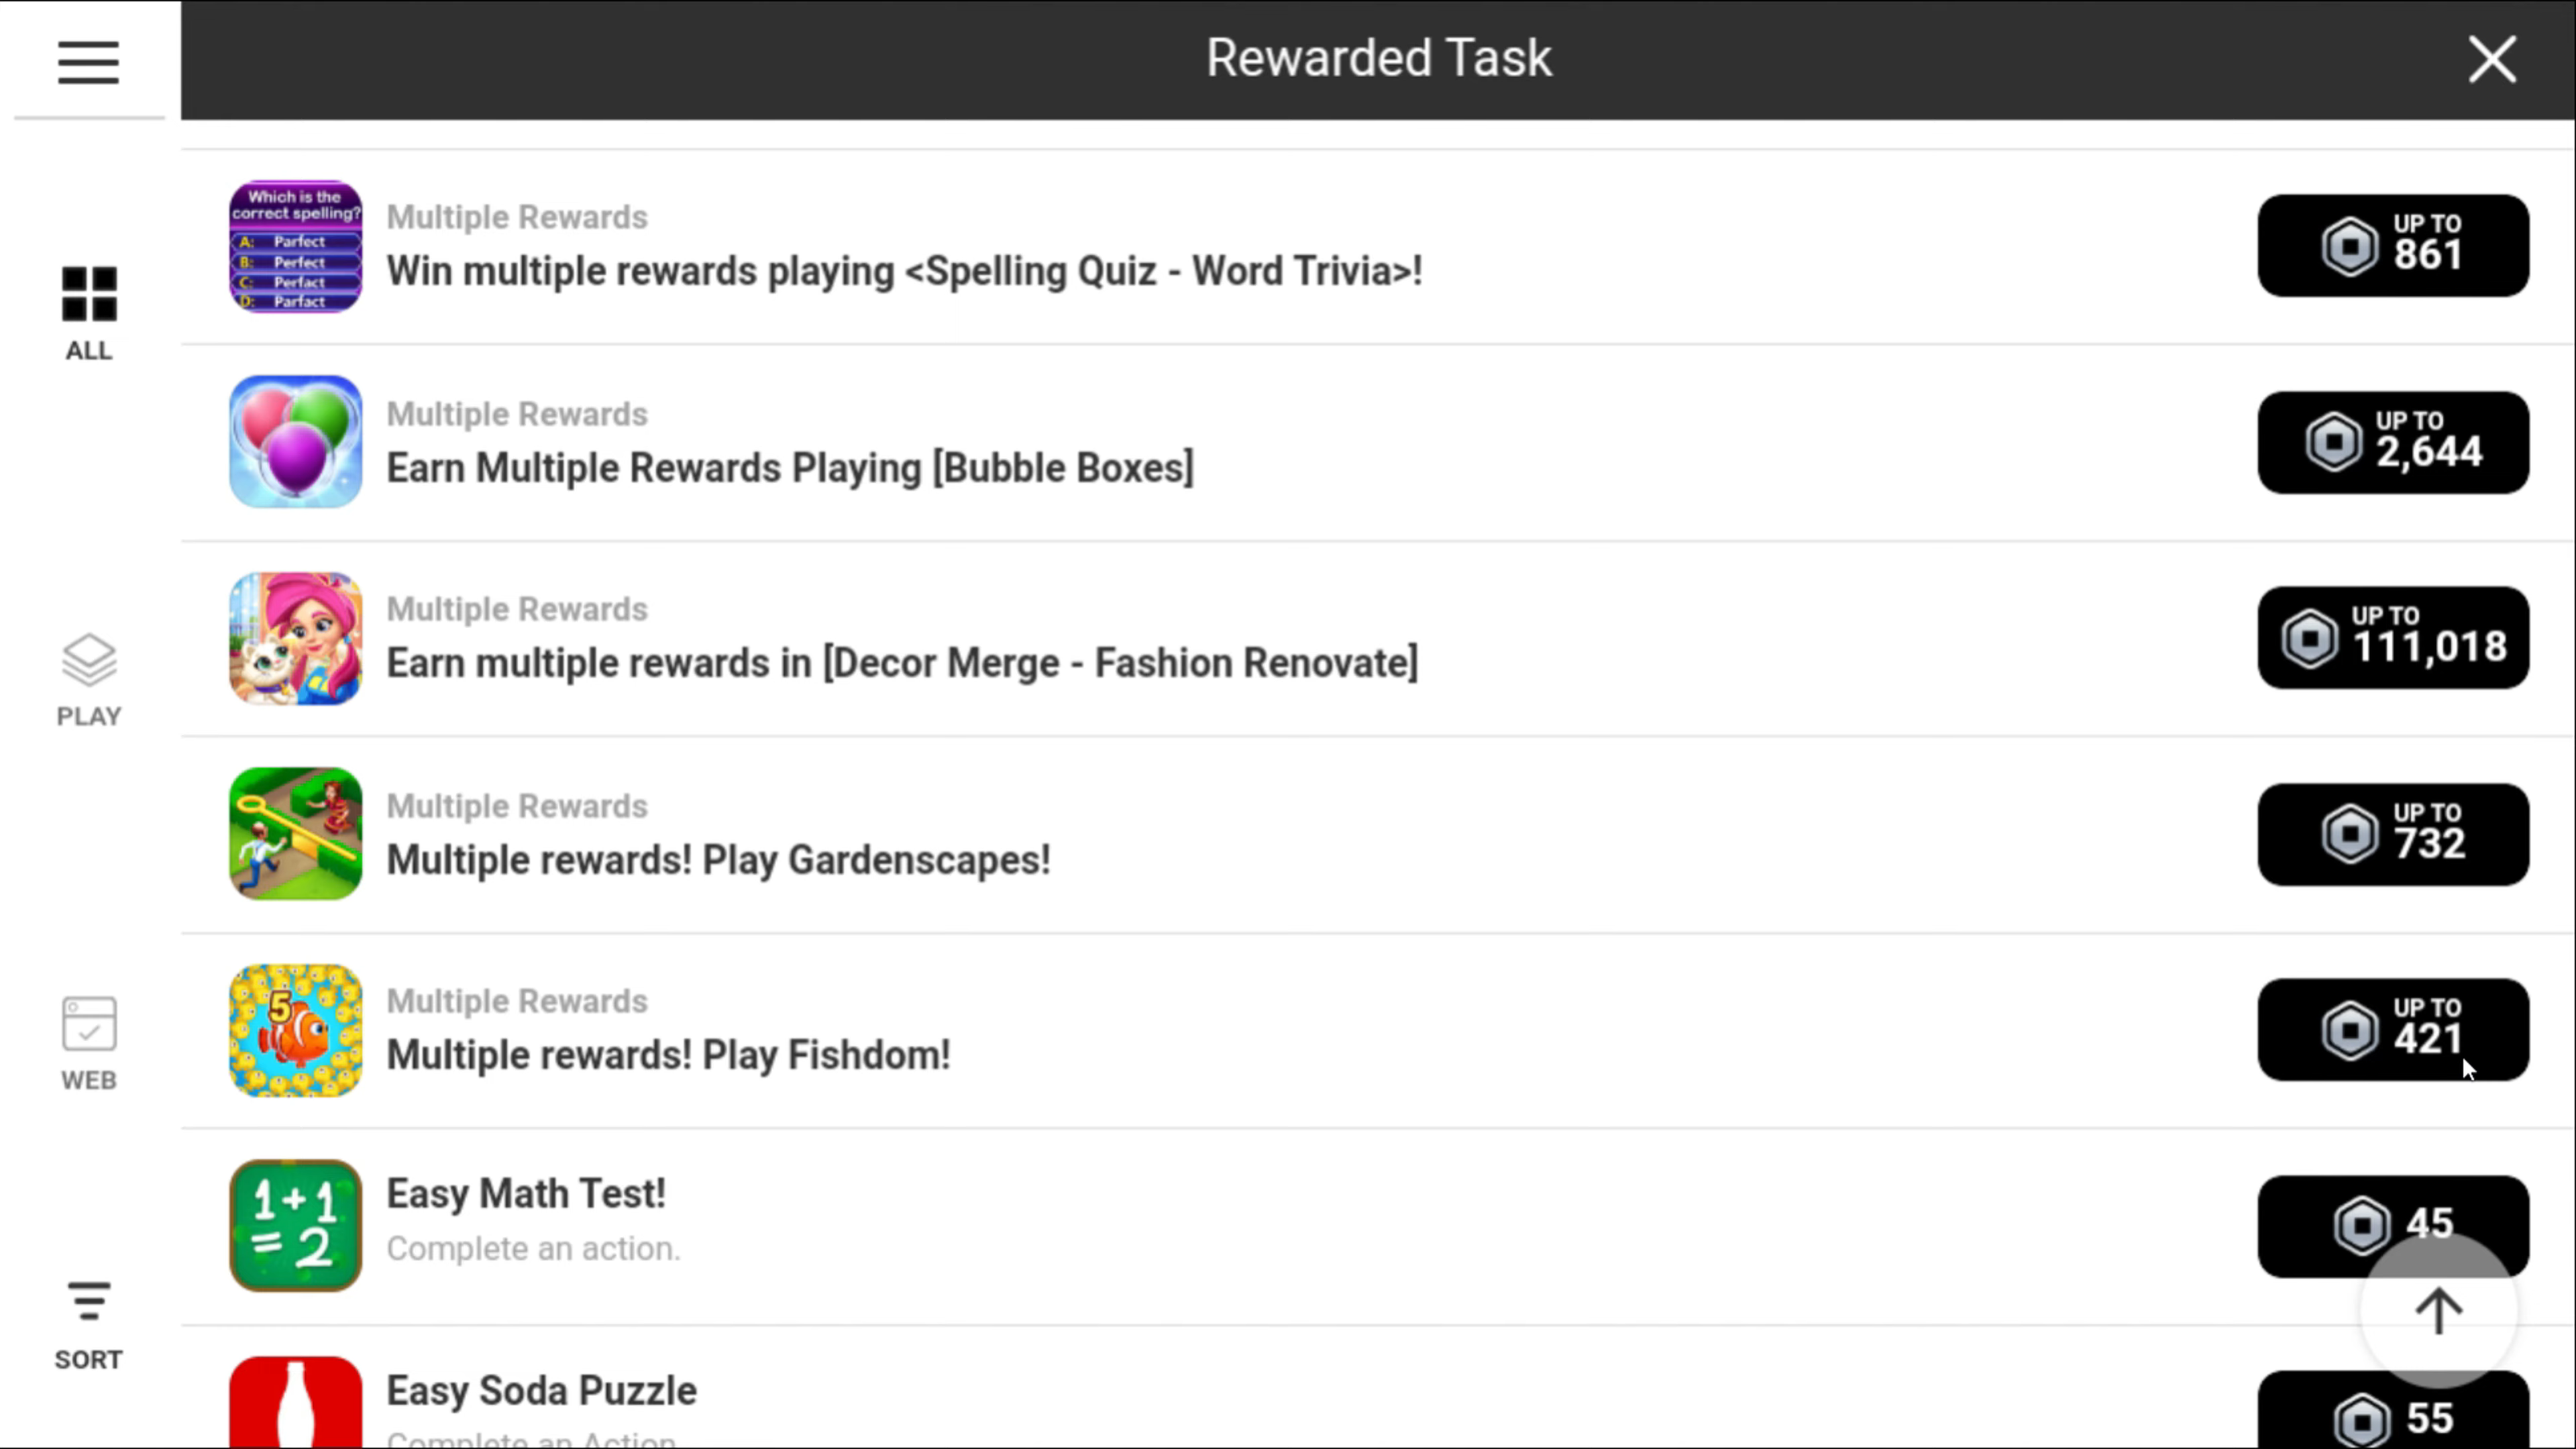 Rewarded Task
ALL
PLAY
WEB
SORT
Which is the
correct spelling?
A: Parfect
B: Perfect
C: Perfact
D: Parfact
Multiple Rewards
Win multiple rewards playing <Spelling Quiz - Word Trivia>!
UP TO
861
Multiple Rewards
Earn Multiple Rewards Playing [Bubble Boxes]
UP TO
2,644
Multiple Rewards
Earn multiple rewards in [Decor Merge - Fashion Renovate]
UP TO
111,018
Multiple Rewards
Multiple rewards! Play Gardenscapes!
UP TO
732
5
Multiple Rewards
Multiple rewards! Play Fishdom!
UP TO
421
1+1
=2
Easy Math Test!
Complete an action.
45
Easy Soda Puzzle
Complete an Action
55